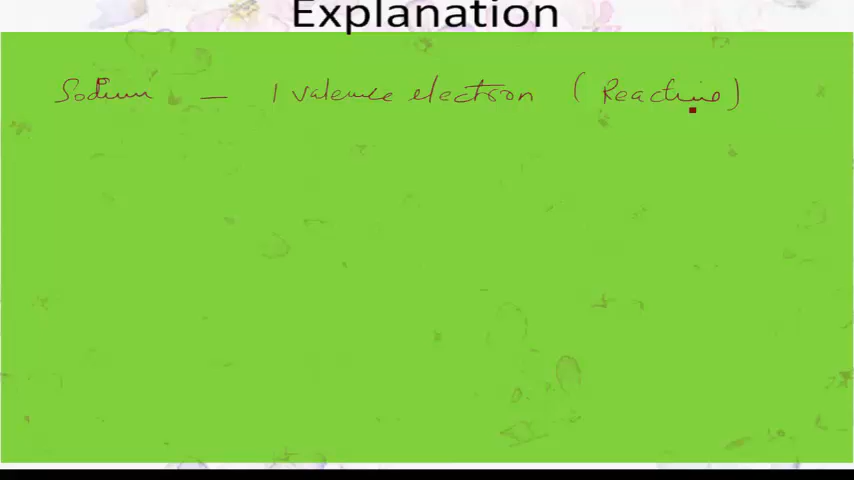 Explanation
Sodium — 1 valence electron (Reactive)